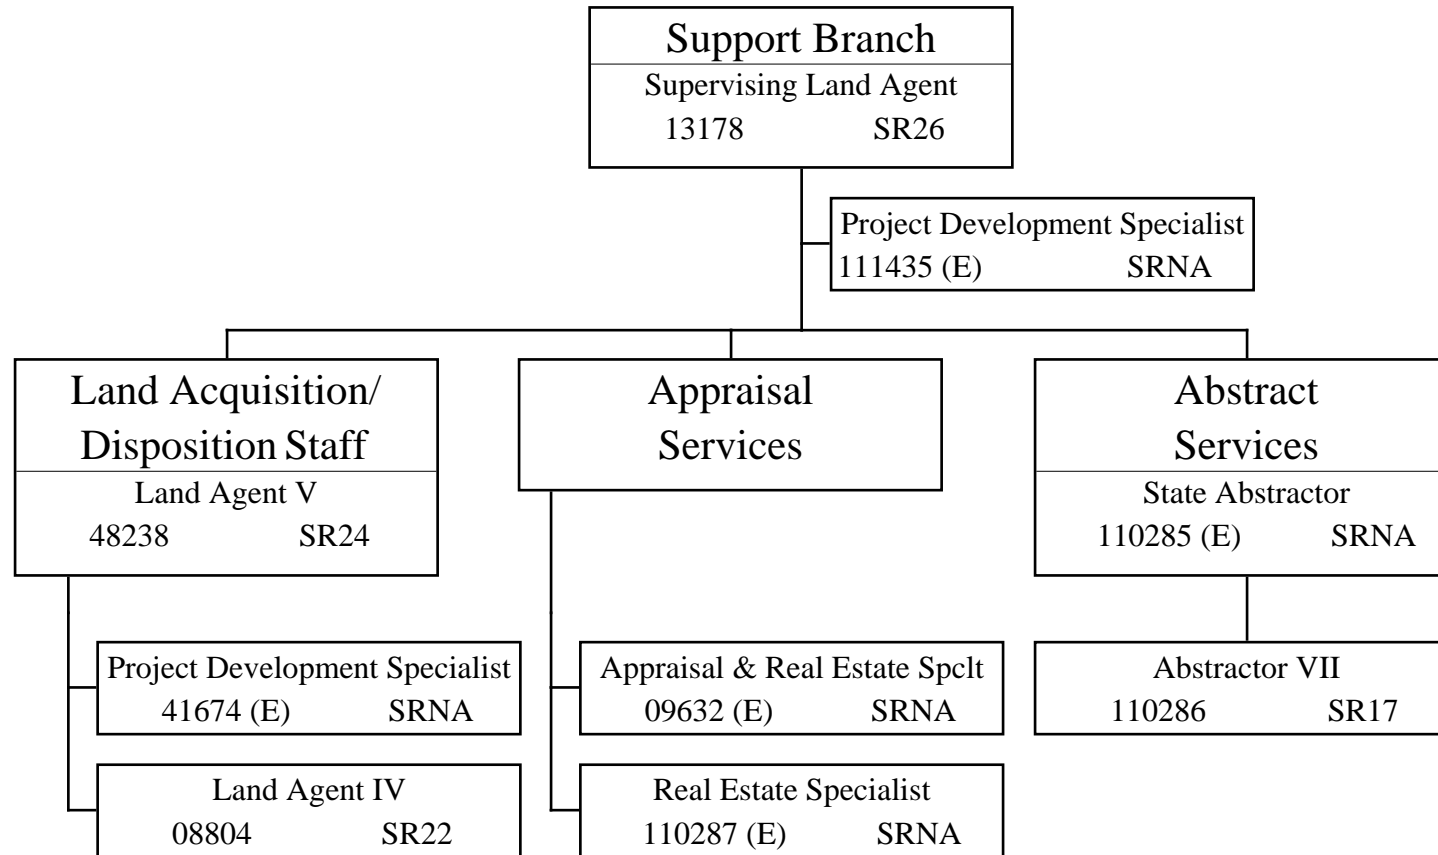 Support Branch
Supervising Land Agent
13178 SR26
Project Development Specialist
111435 (E) SRNA
Land Acquisition/
Disposition Staff
Land Agent V
48238 SR24
Appraisal
Services
Abstract
Services
State Abstractor
110285 (E) SRNA
Project Development Specialist
41674 (E) SRNA
Land Agent IV
08804 SR22
Appraisal & Real Estate Spclt
09632 (E) SRNA
Real Estate Specialist
110287 (E) SRNA
Abstractor VII
110286 SR17